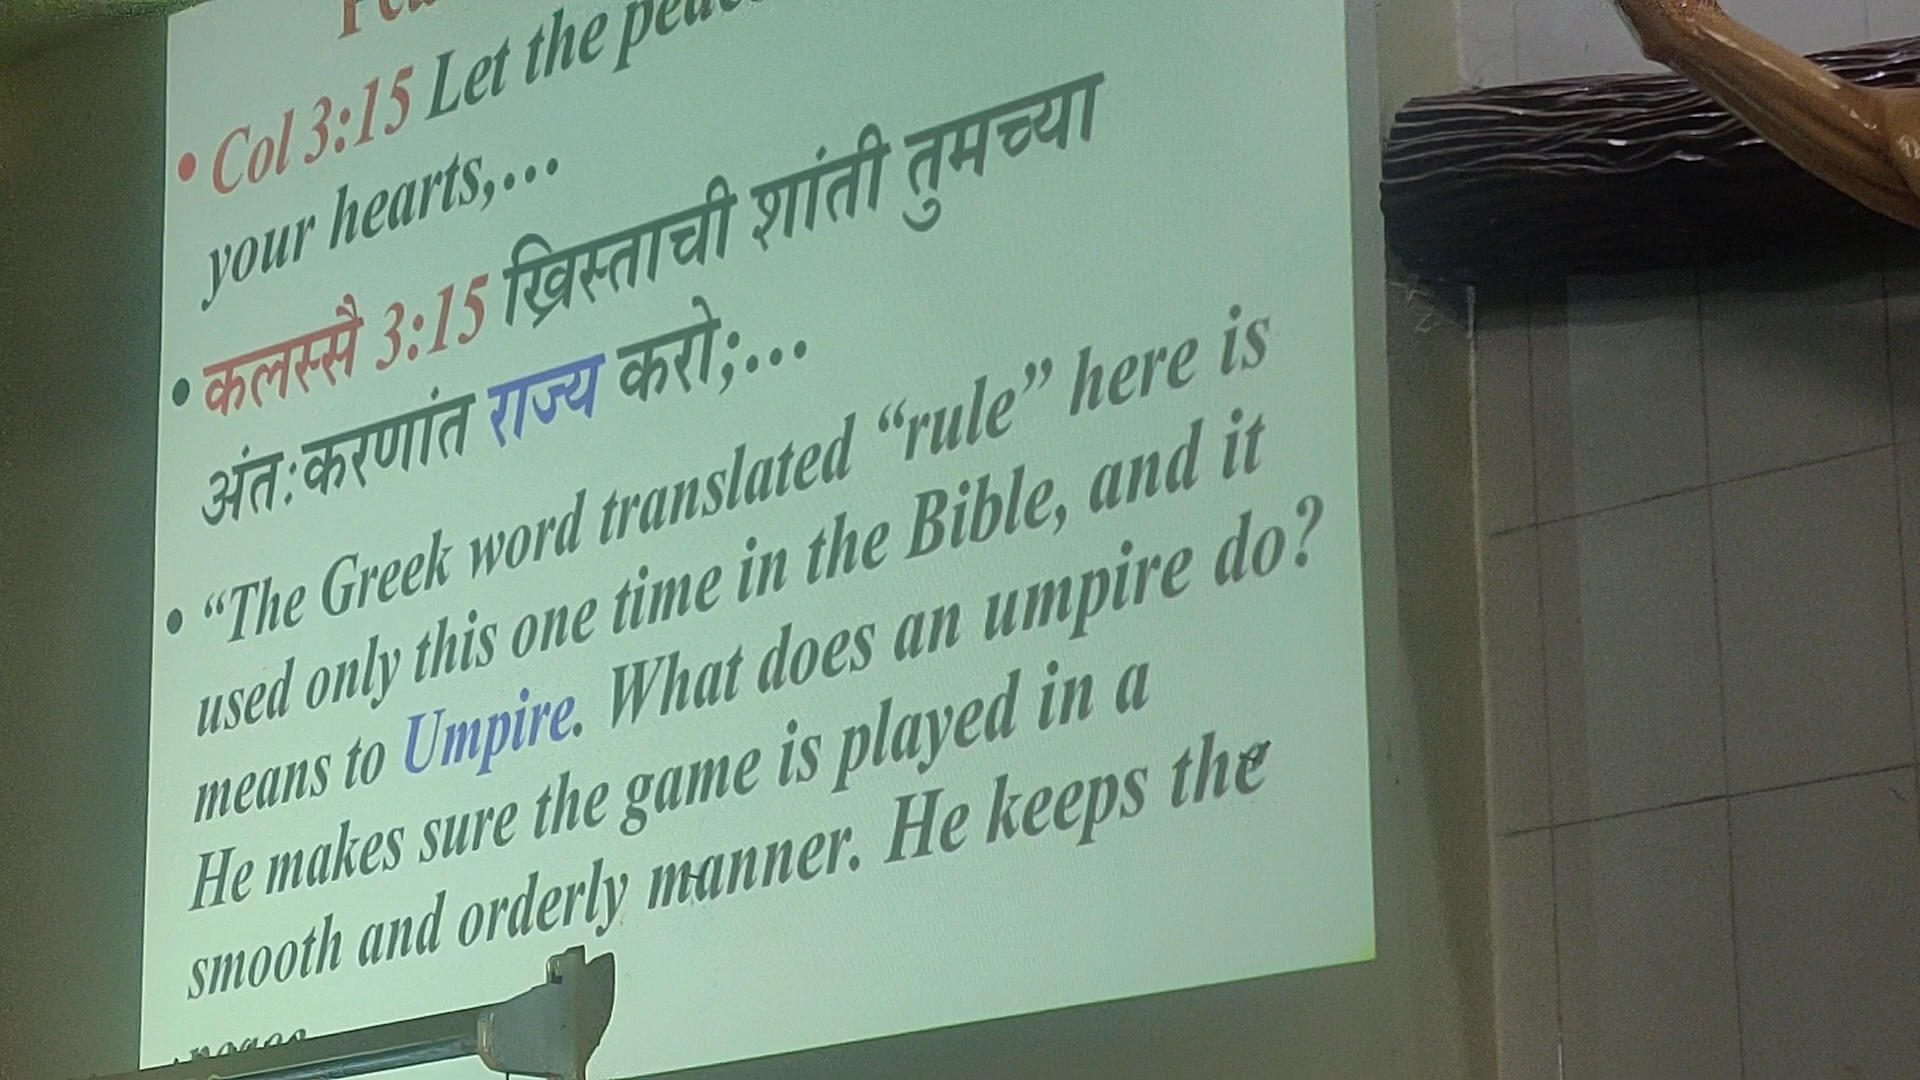 • Col 3:15 Let the
your hearts,...
• कलस्सै 3:15 ख्रिस्ताची शांती तुमच्या
अंत:करणांत राज्य करो;...
• “The Greek word translated “rule” here is
used only this one time in the Bible, and it
means to Umpire. What does an umpire do?
He makes sure the game is played in a
smooth and orderly manner. He keeps the